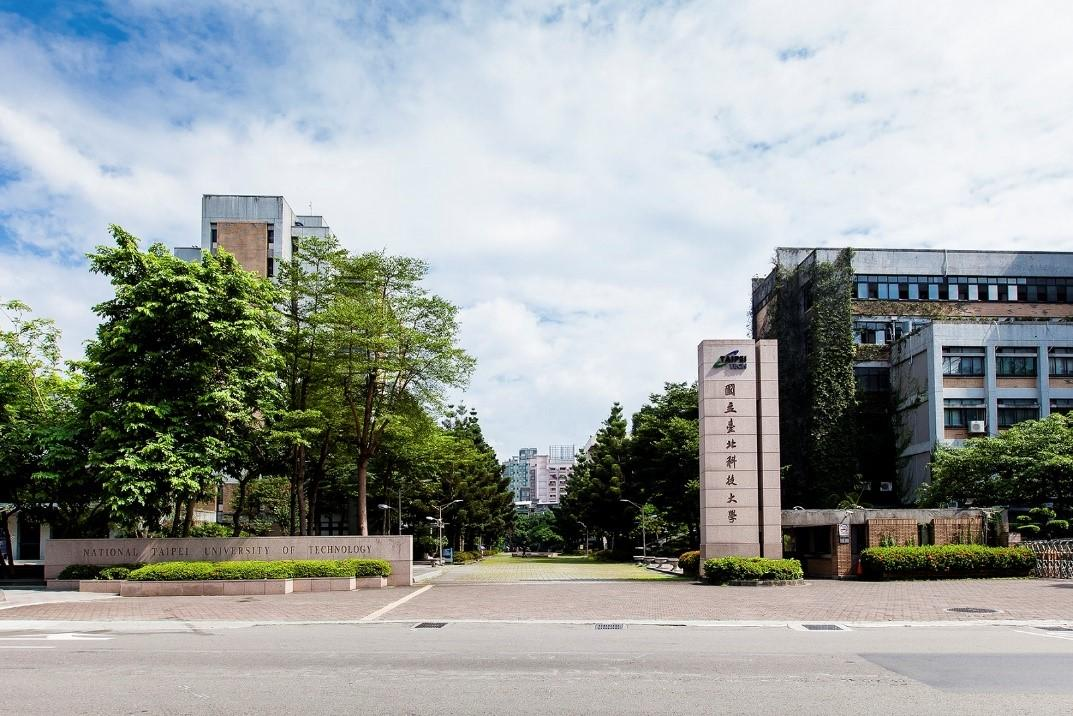 NATIONAL TAIPEI UNIVERSITY OF TECHNOLOGY
TAIPEI
TECH
國立臺北科技大學